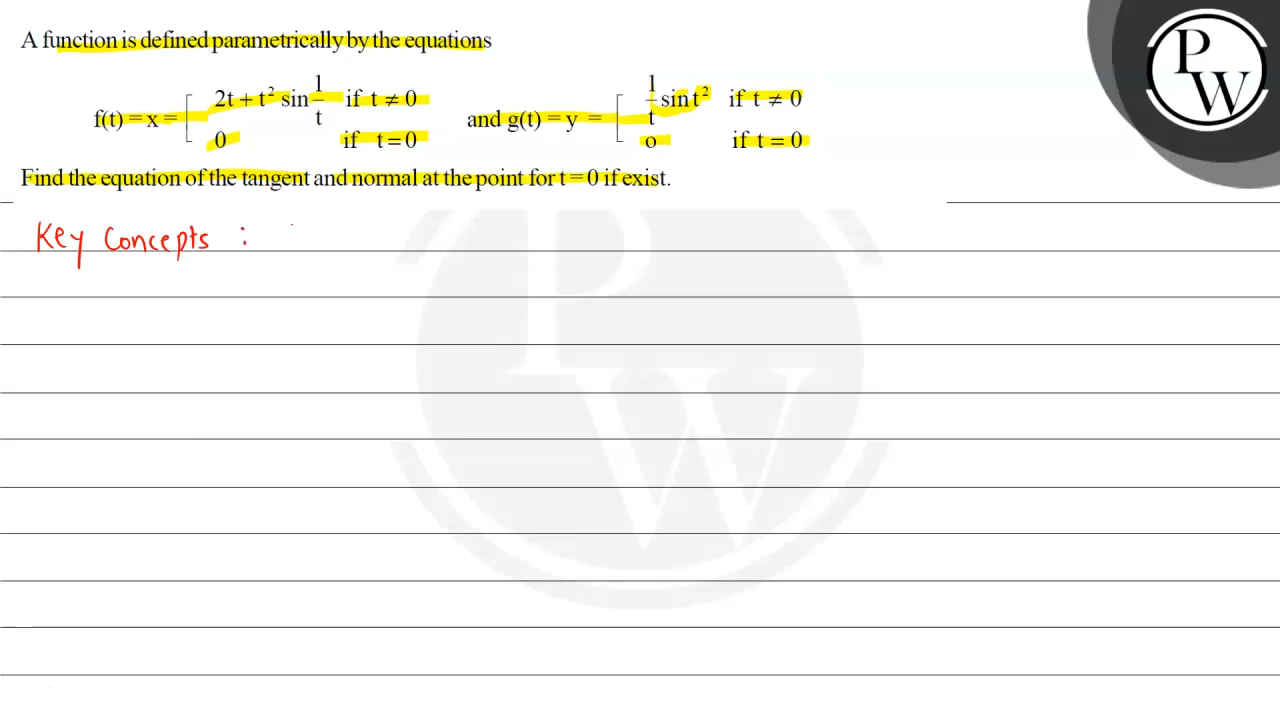 A function is defined parametrically by the equations
f(t) = x = [ 2t + t² sin 1/t if t ≠ 0
0 if t = 0
and g(t) = y = [ 1/t sin t² if t ≠ 0
o if t = 0
Find the equation of the tangent and normal at the point for t = 0 if exist.
Key Concepts :
P
W
P
W